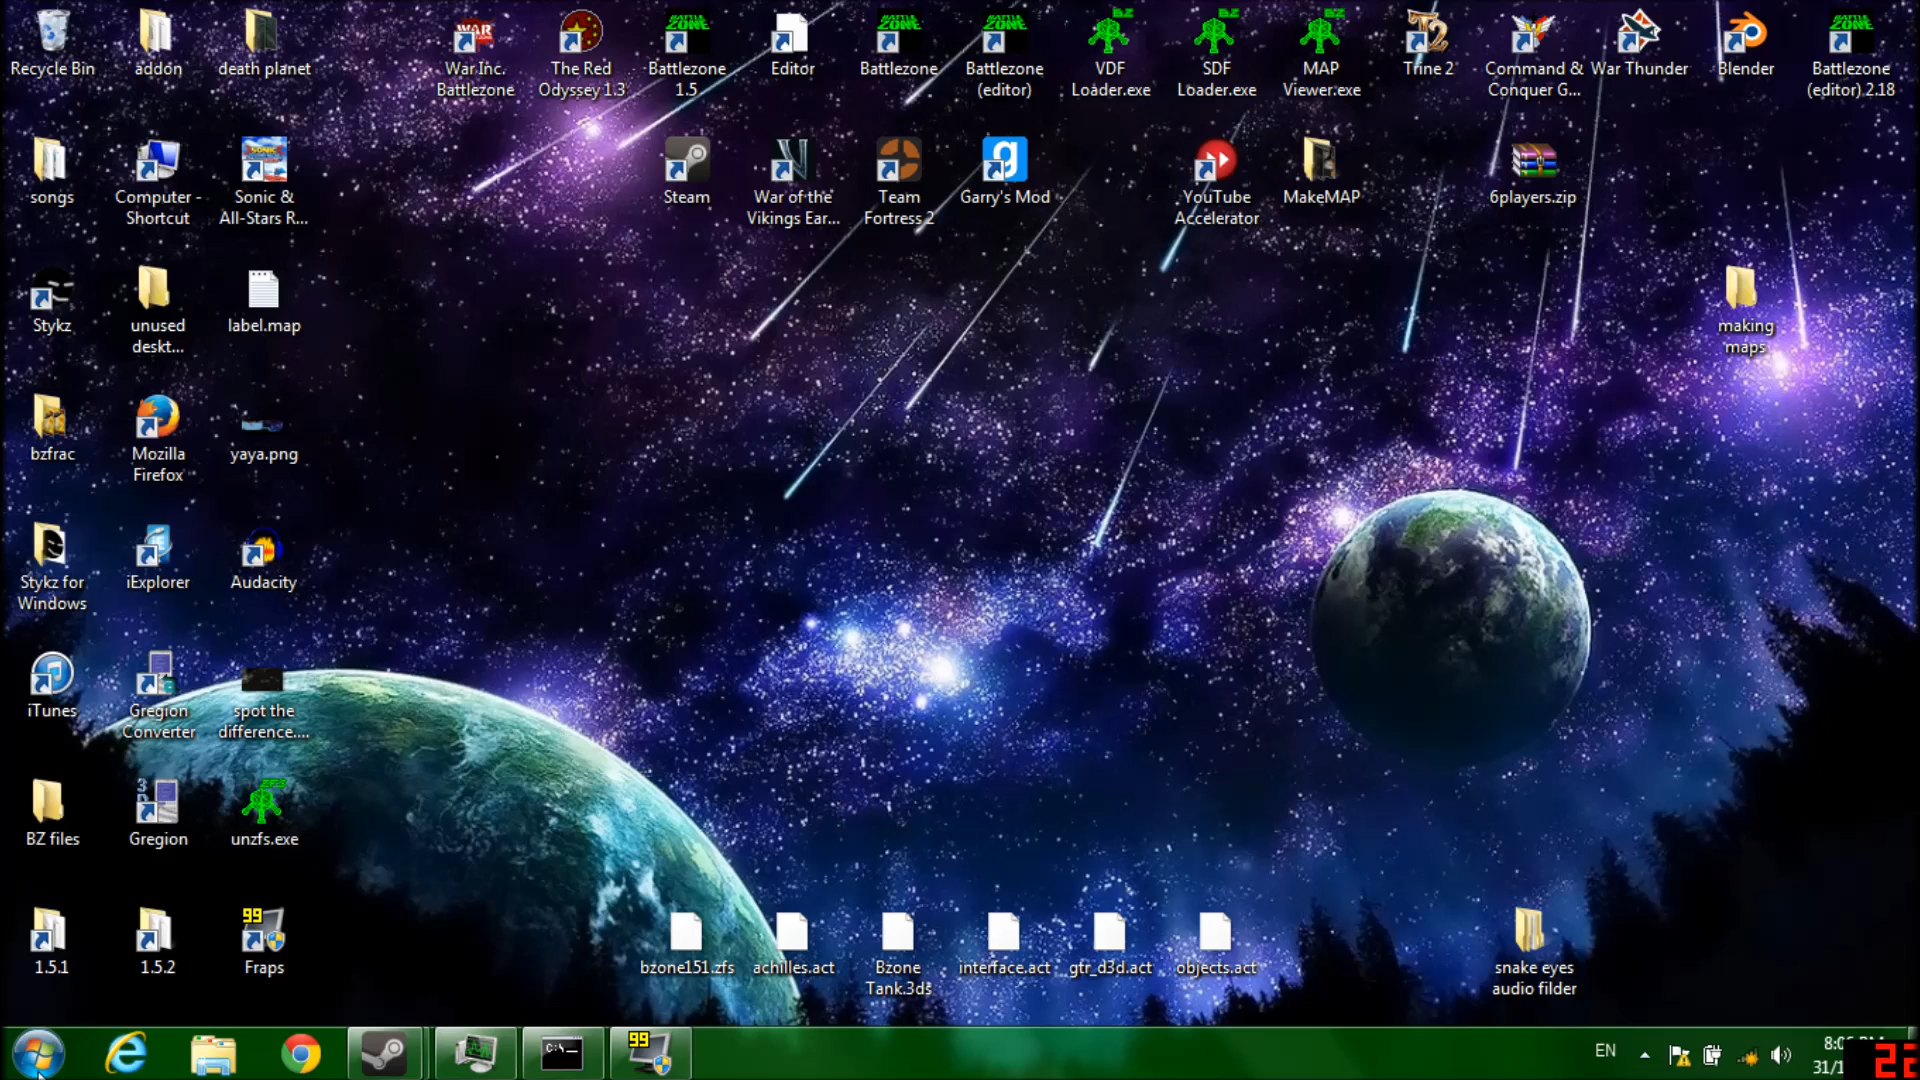 Recycle Bin
addon
death planet
War Inc.
Battlezone
The Red
Odyssey 1.3
Battlezone
1.5
Editor
Battlezone
Battlezone
(editor)
VDF
Loader.exe
SDF
Loader.exe
MAP
Viewer.exe
Trine 2
Command &
Conquer G...
War Thunder
Blender
Battlezone
(editor) 2.18
songs
Computer -
Shortcut
Sonic &
All-Stars R...
Steam
War of the
Vikings Ear...
Team
Fortress 2
Garry's Mod
YouTube
Accelerator
MakeMAP
6players.zip
Stykz
unused
deskt...
label.map
making
maps
bzfrac
Mozilla
Firefox
yaya.png
Stykz for
Windows
iExplorer
Audacity
iTunes
Gregion
Converter
spot the
difference....
BZ files
Gregion
unzfs.exe
1.5.1
1.5.2
99
Fraps
bzone151.zfs
achilles.act
Bzone
Tank.3ds
interface.act
gtr_d3d.act
objects.act
snake eyes
audio filder
C:\
99
EN